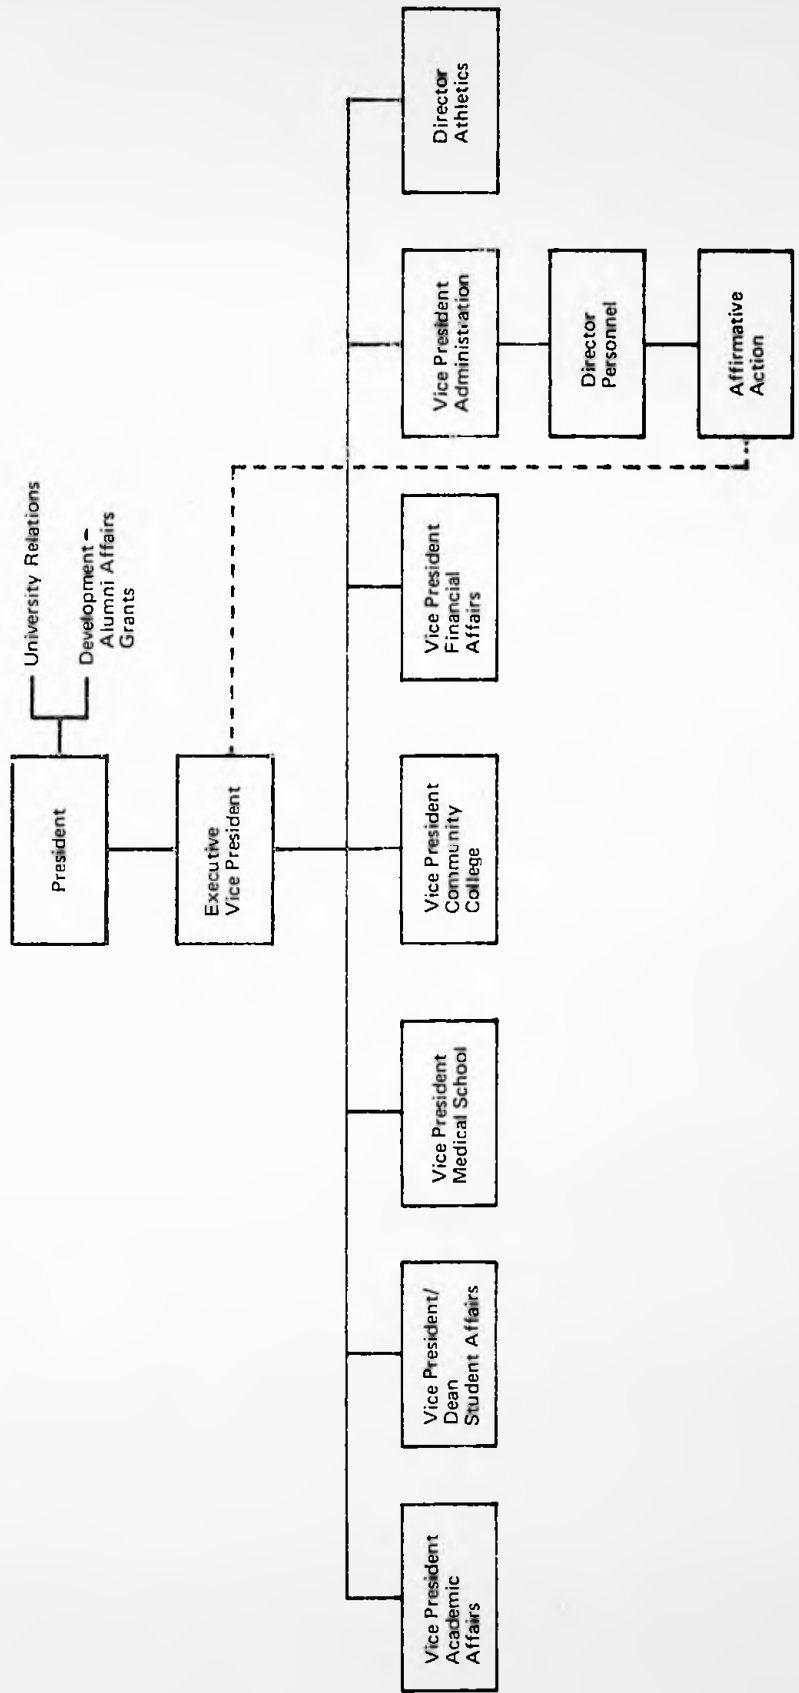 University Relations
Development –
Alumni Affairs
Grants
President
Executive
Vice President
Vice President
Academic
Affairs
Vice President/
Dean
Student Affairs
Vice President
Medical School
Vice President
Community
College
Vice President
Financial
Affairs
Vice President
Administration
Director
Athletics
Director
Personnel
Affirmative
Action